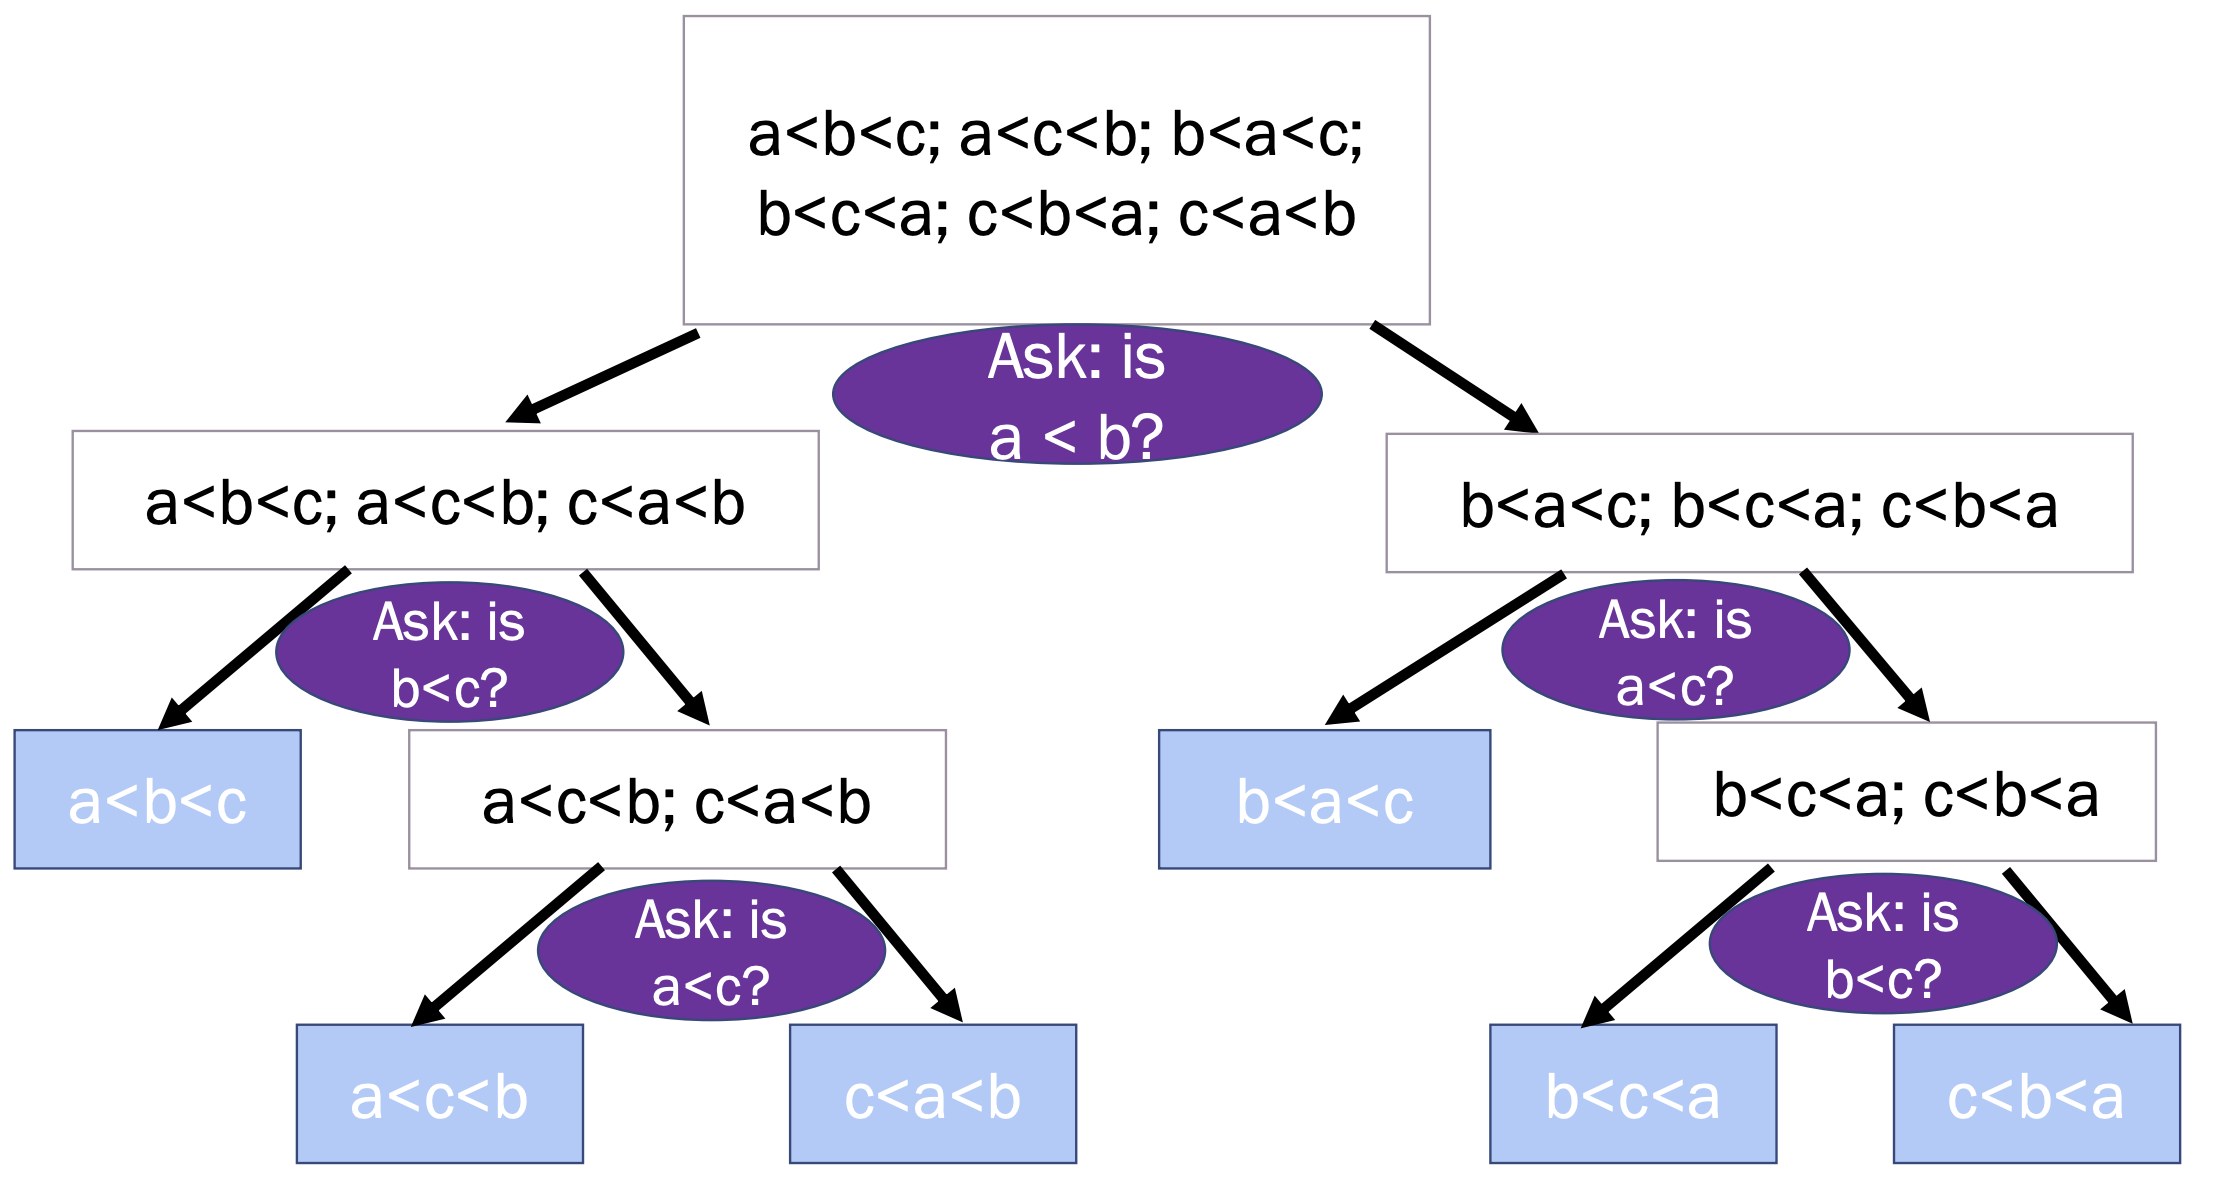 a<b<c; a<c<b; b<a<c;
b<c<a; c<b<a; c<a<b
Ask: is
a < b?
a<b<c; a<c<b; c<a<b
b<a<c; b<c<a; c<b<a
Ask: is
b<c?
Ask: is
a<c?
a<b<c
a<c<b; c<a<b
b<a<c
b<c<a; c<b<a
Ask: is
a<c?
Ask: is
b<c?
a<c<b
c<a<b
b<c<a
c<b<a